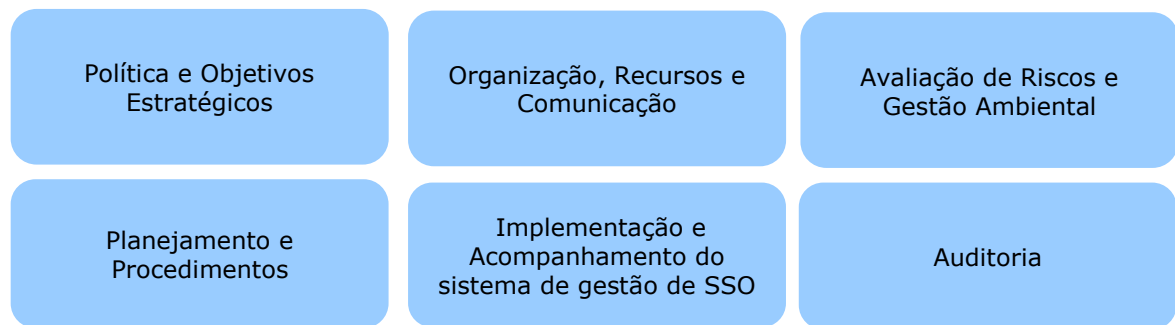 Política e Objetivos
Estratégicos
Organização, Recursos e
Comunicação
Avaliação de Riscos e
Gestão Ambiental
Planejamento e
Procedimentos
Implementação e
Acompanhamento do
sistema de gestão de SSO
Auditoria